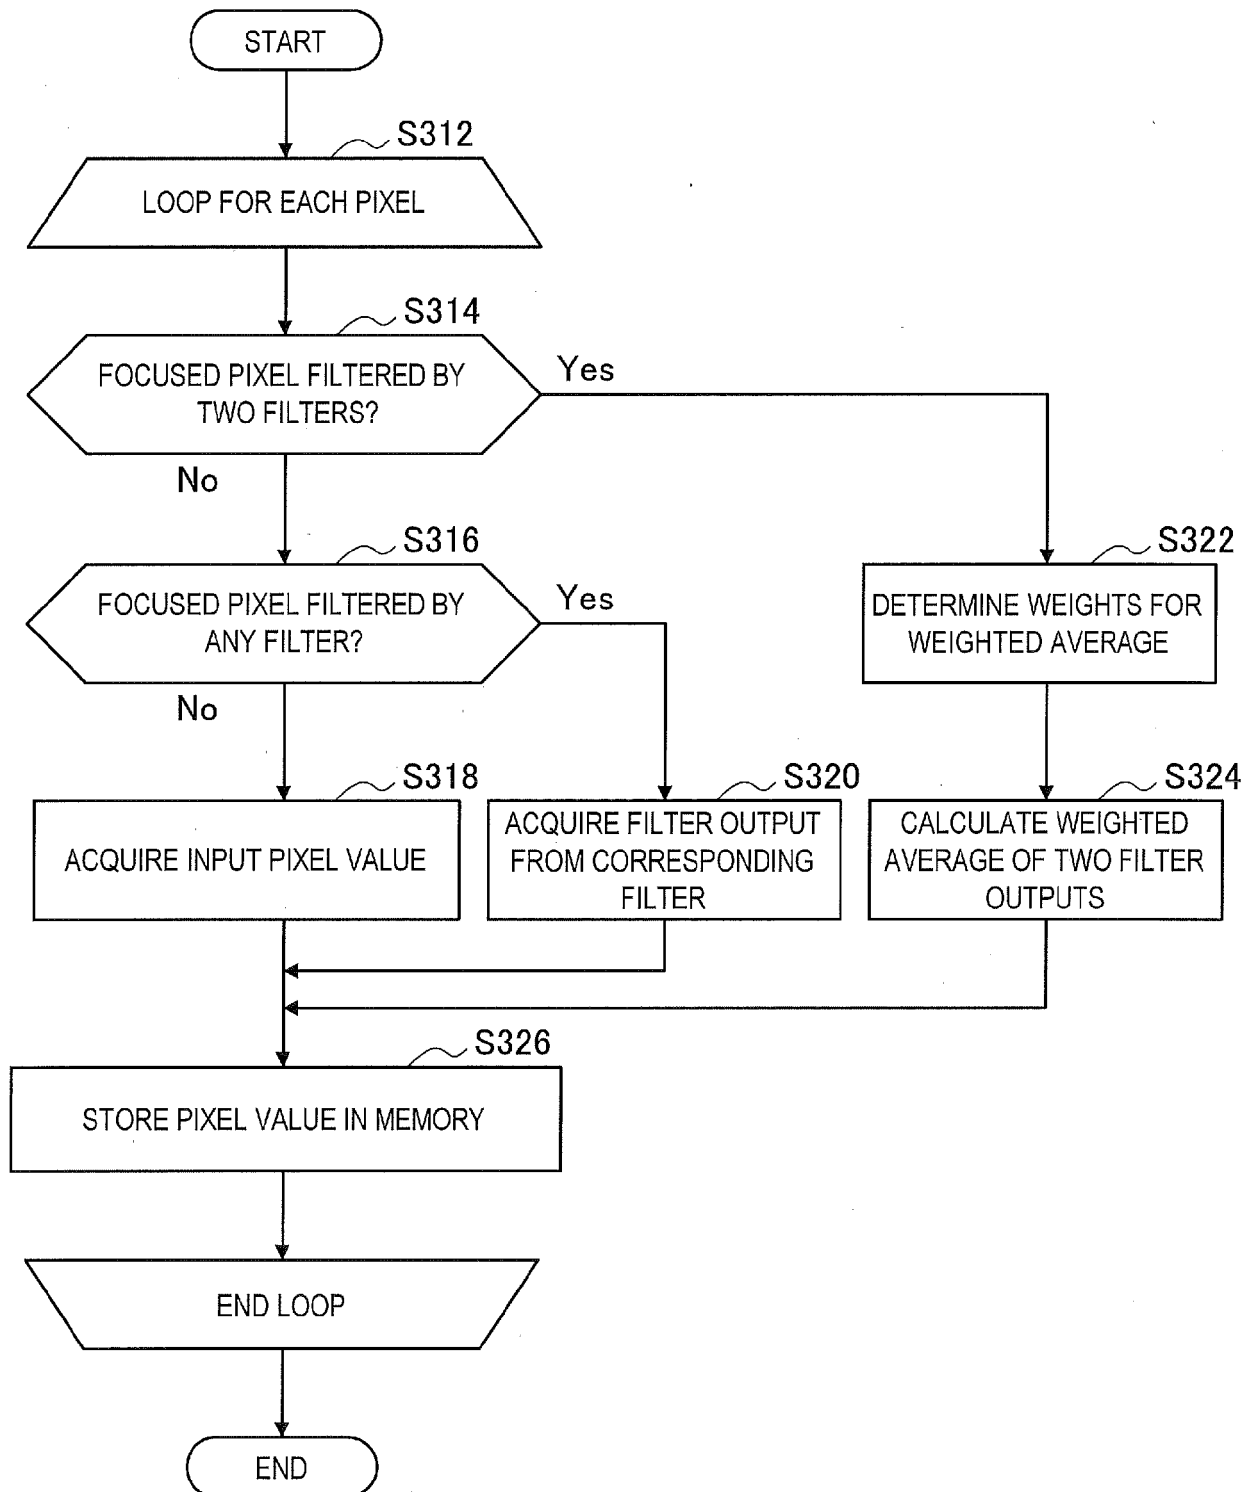 START
S312
LOOP FOR EACH PIXEL
S314
FOCUSED PIXEL FILTERED BY
TWO FILTERS?
Yes
No
S316
FOCUSED PIXEL FILTERED BY
ANY FILTER?
Yes
No
S322
DETERMINE WEIGHTS FOR
WEIGHTED AVERAGE
S318
ACQUIRE INPUT PIXEL VALUE
S320
ACQUIRE FILTER OUTPUT
FROM CORRESPONDING
FILTER
S324
CALCULATE WEIGHTED
AVERAGE OF TWO FILTER
OUTPUTS
S326
STORE PIXEL VALUE IN MEMORY
END LOOP
END